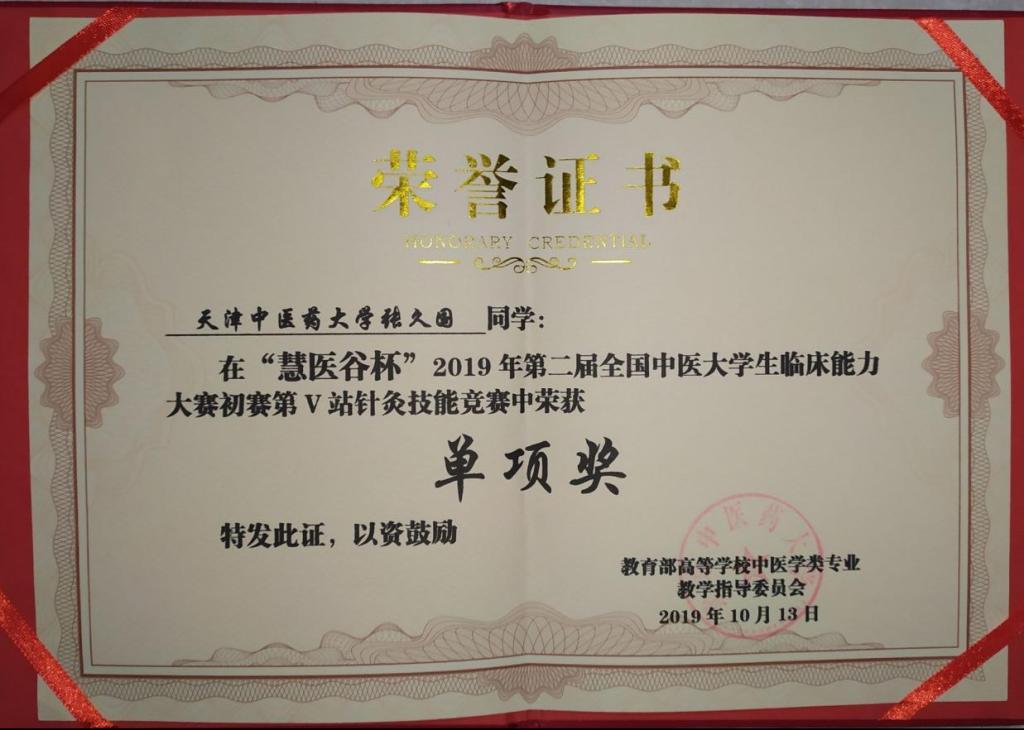 荣誉证书
HONORARY CREDENTIAL
天津中医药大学张久国 同学：
在“慧医谷杯”2019年第二届全国中医大学生临床能力
大赛初赛第V站针灸技能竞赛中荣获
单项奖
特发此证，以资鼓励
中医药大
教育部高等学校中医学类专业
教学指导委员会
2019年10月13日